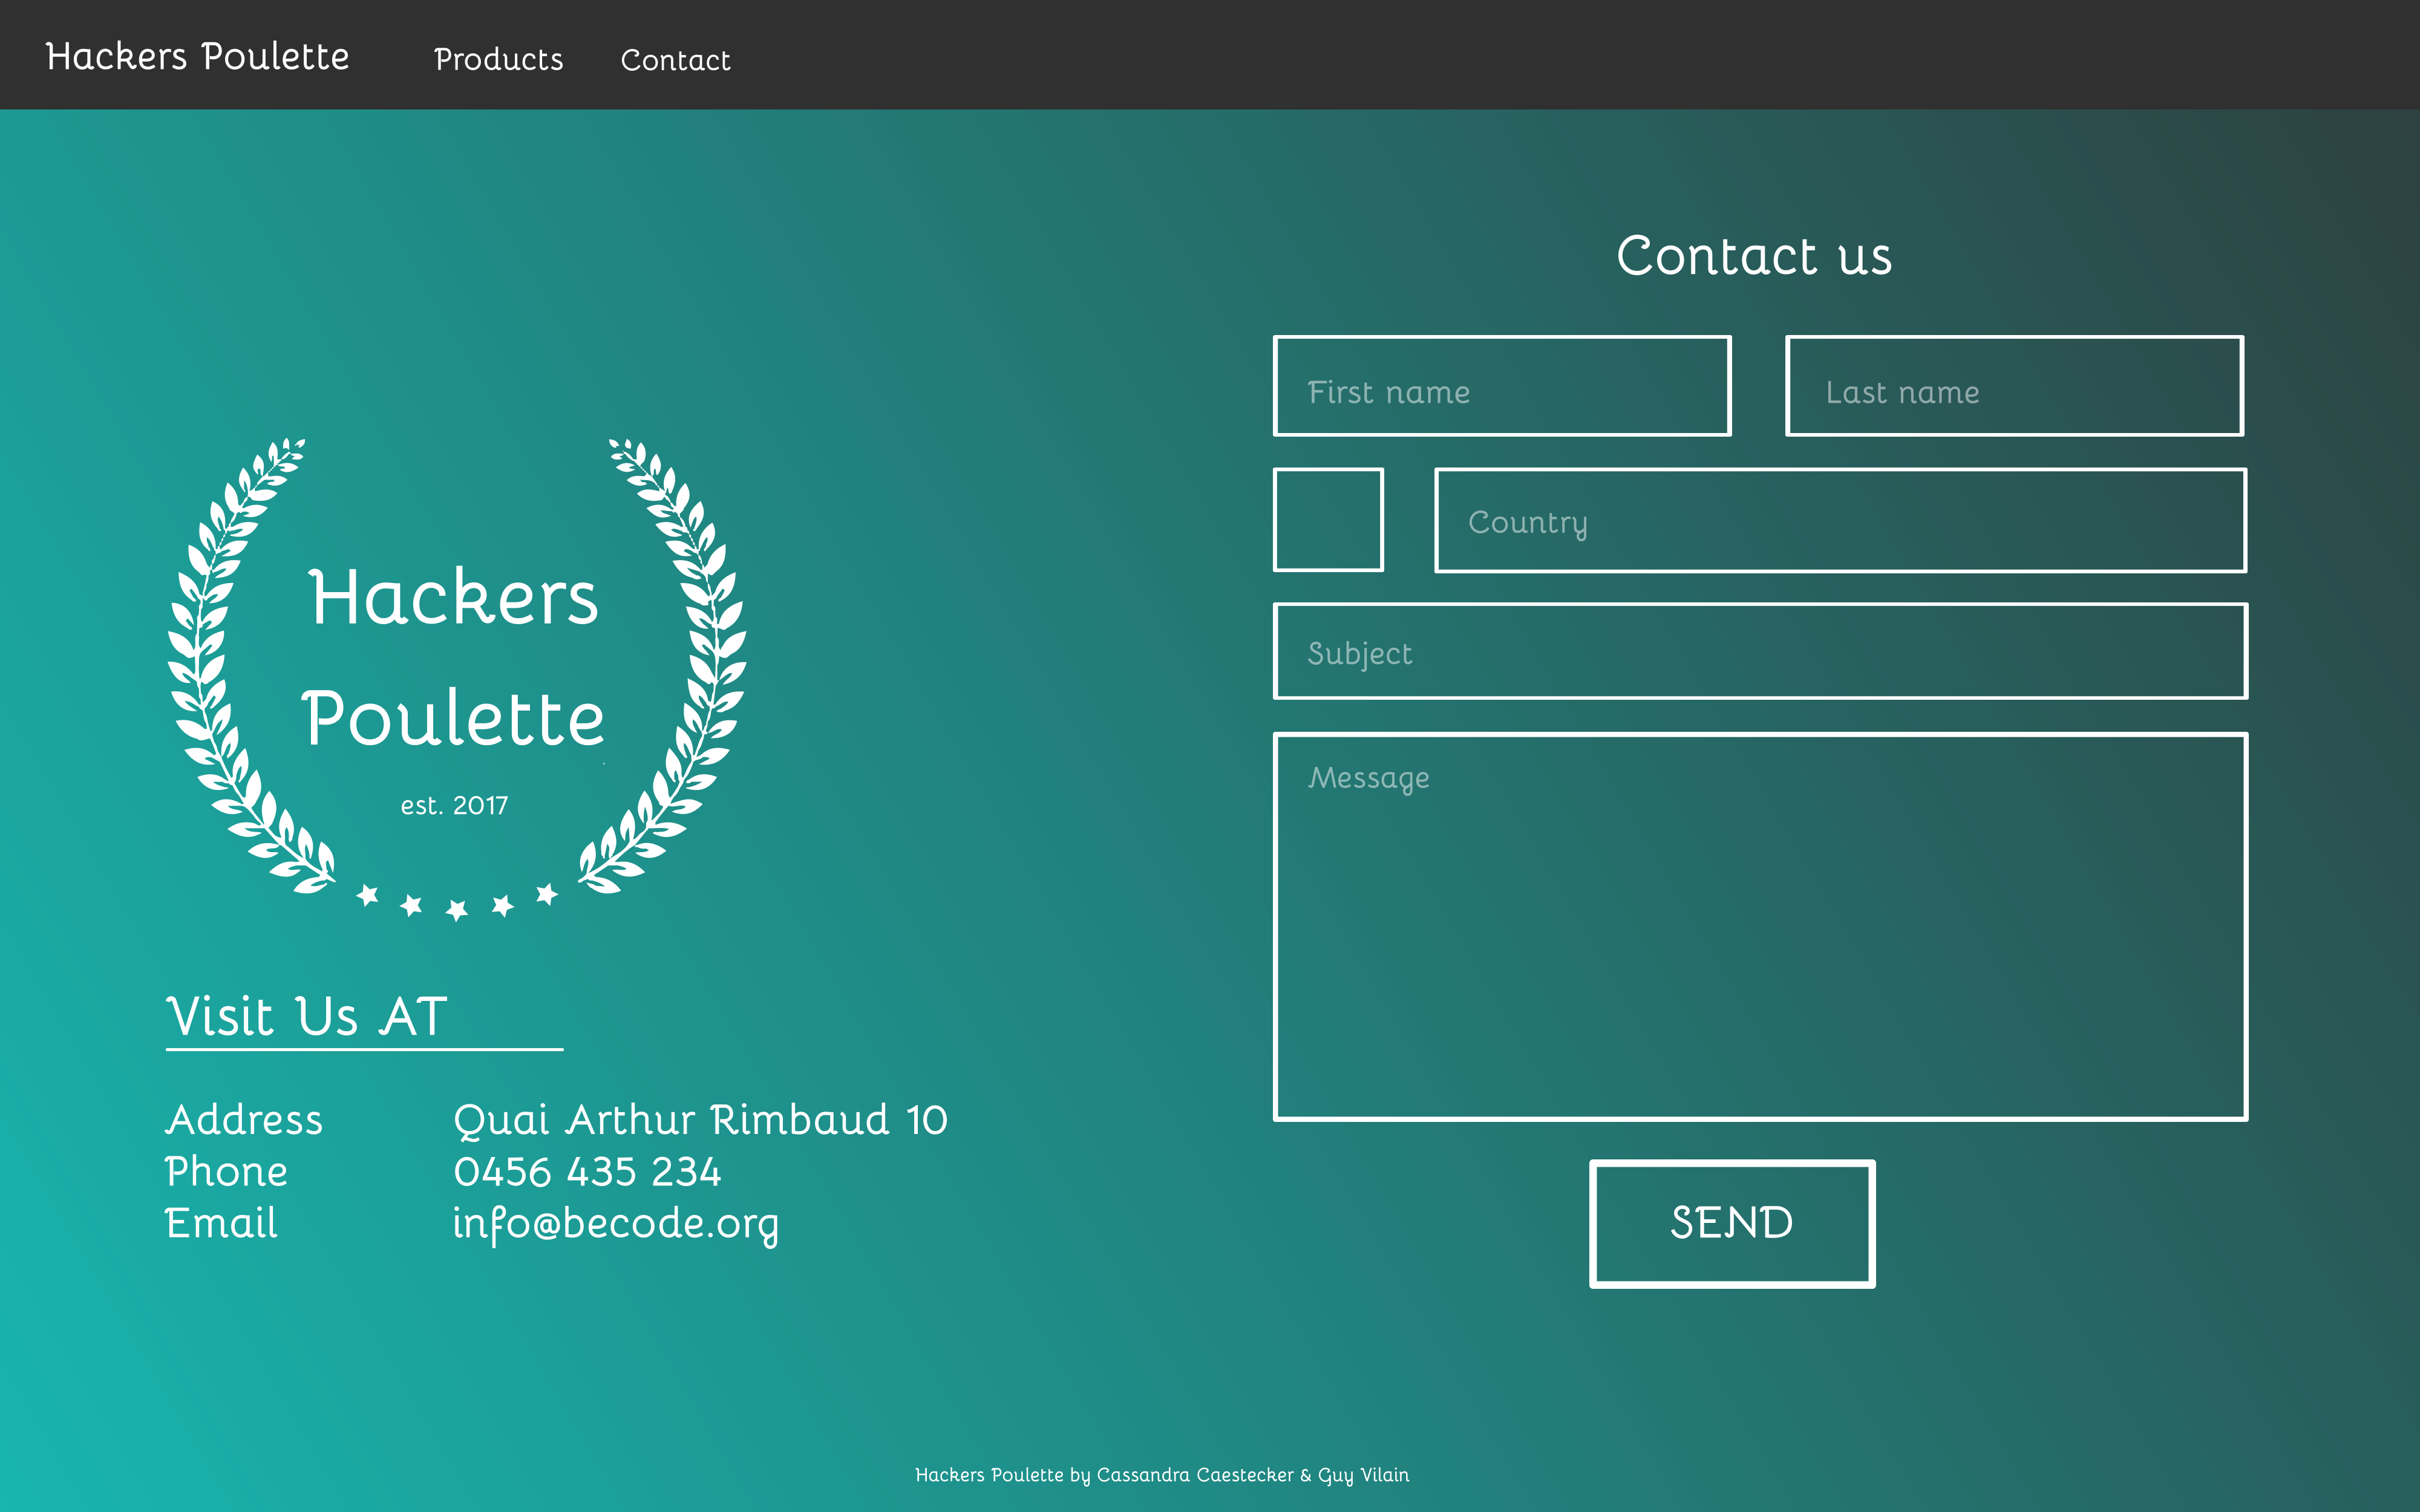 Hackers Poulette Products Contact
Hackers
Poulette
est. 2017
Visit Us AT
Address Quai Arthur Rimbaud 10
Phone 0456 435 234
Email info@becode.org
Contact us
First name Last name
Country
Subject
Message
SEND
Hackers Poulette by Cassandra Caestecker & Guy Vilain